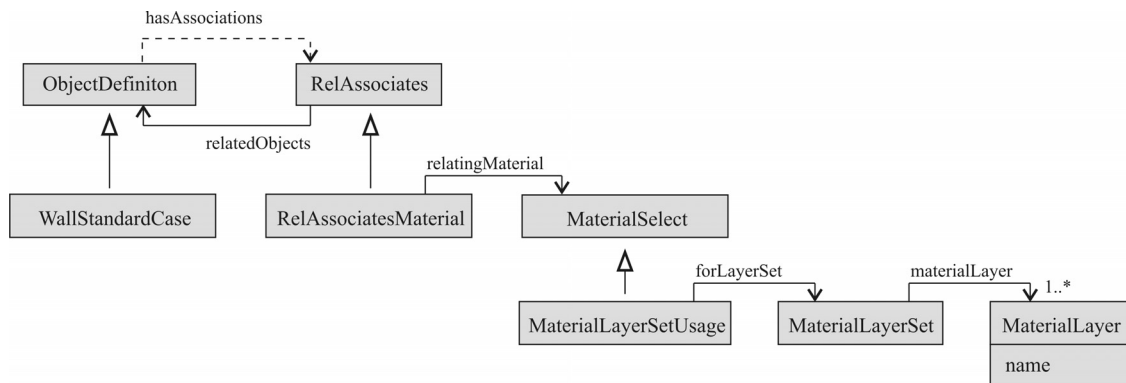 hasAssociations
ObjectDefiniton
RelAssociates
relatedObjects
relatingMaterial
WallStandardCase
RelAssociatesMaterial
MaterialSelect
forLayerSet
materialLayer
1..*
MaterialLayerSetUsage
MaterialLayerSet
MaterialLayer
name